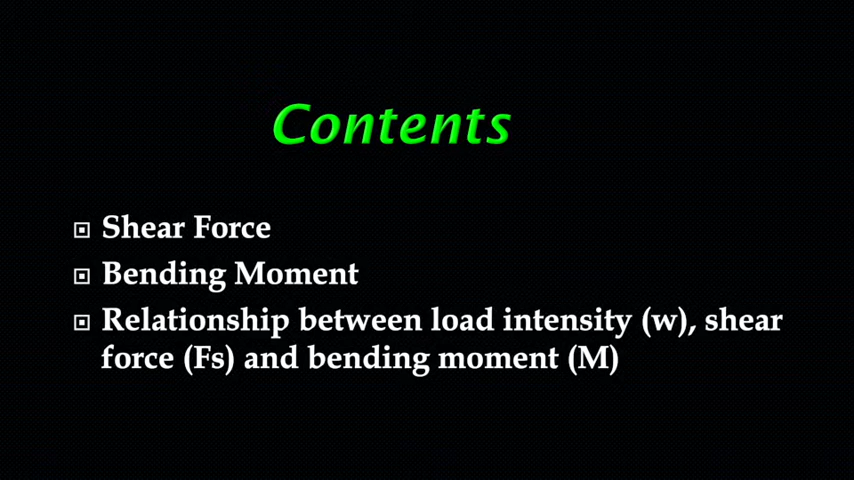 Contents
Shear Force
Bending Moment
Relationship between load intensity (w), shear
force (Fs) and bending moment (M)